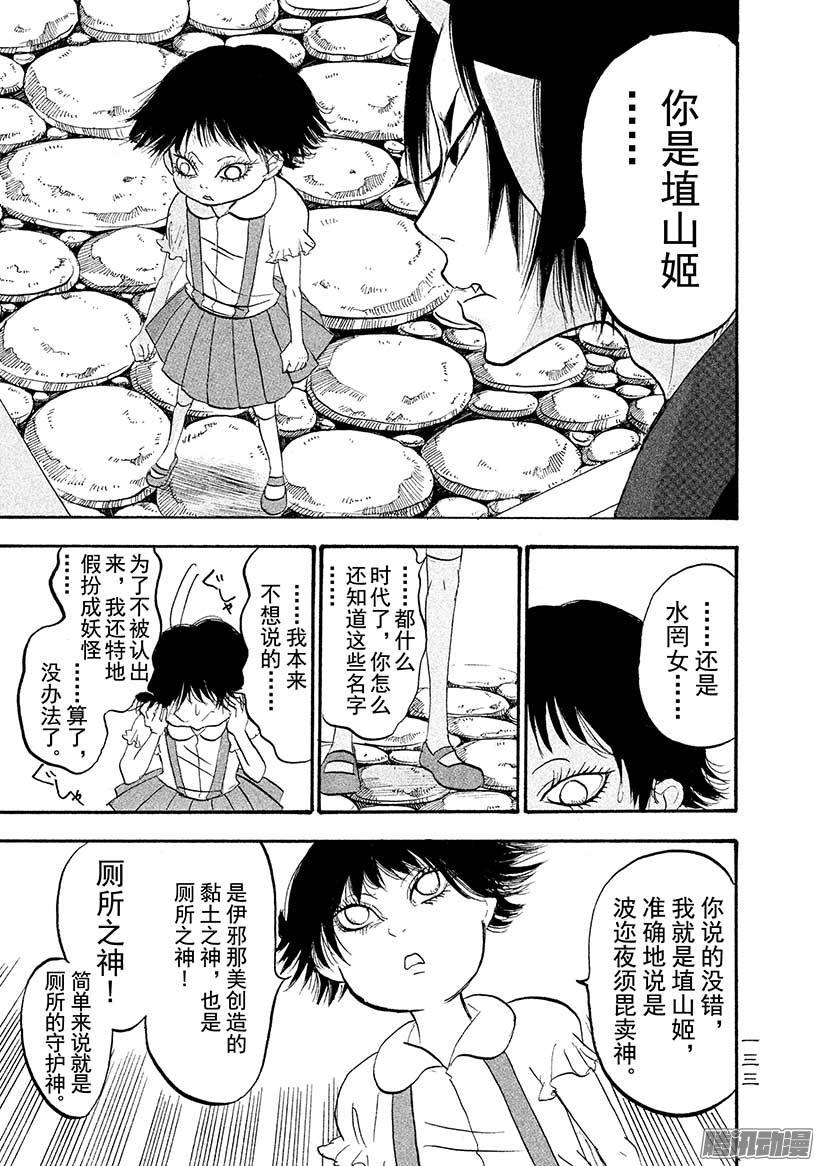 你是埴山姬
……
……还是
水罔女
……
……都什么
时代了，你怎么
还知道这些名字
……我本来
不想说的……
为了不被认出
来，我还特地
假扮成妖怪
……
……算了，
没办法了。
你说的没错，
我就是埴山姬，
准确地说是
波迩夜须毘卖神。
是伊邪那美创造的
黏土之神，也是
厕所之神！
厕所之神！
简单来说就是
厕所的守护神。
一三三
腾讯动漫